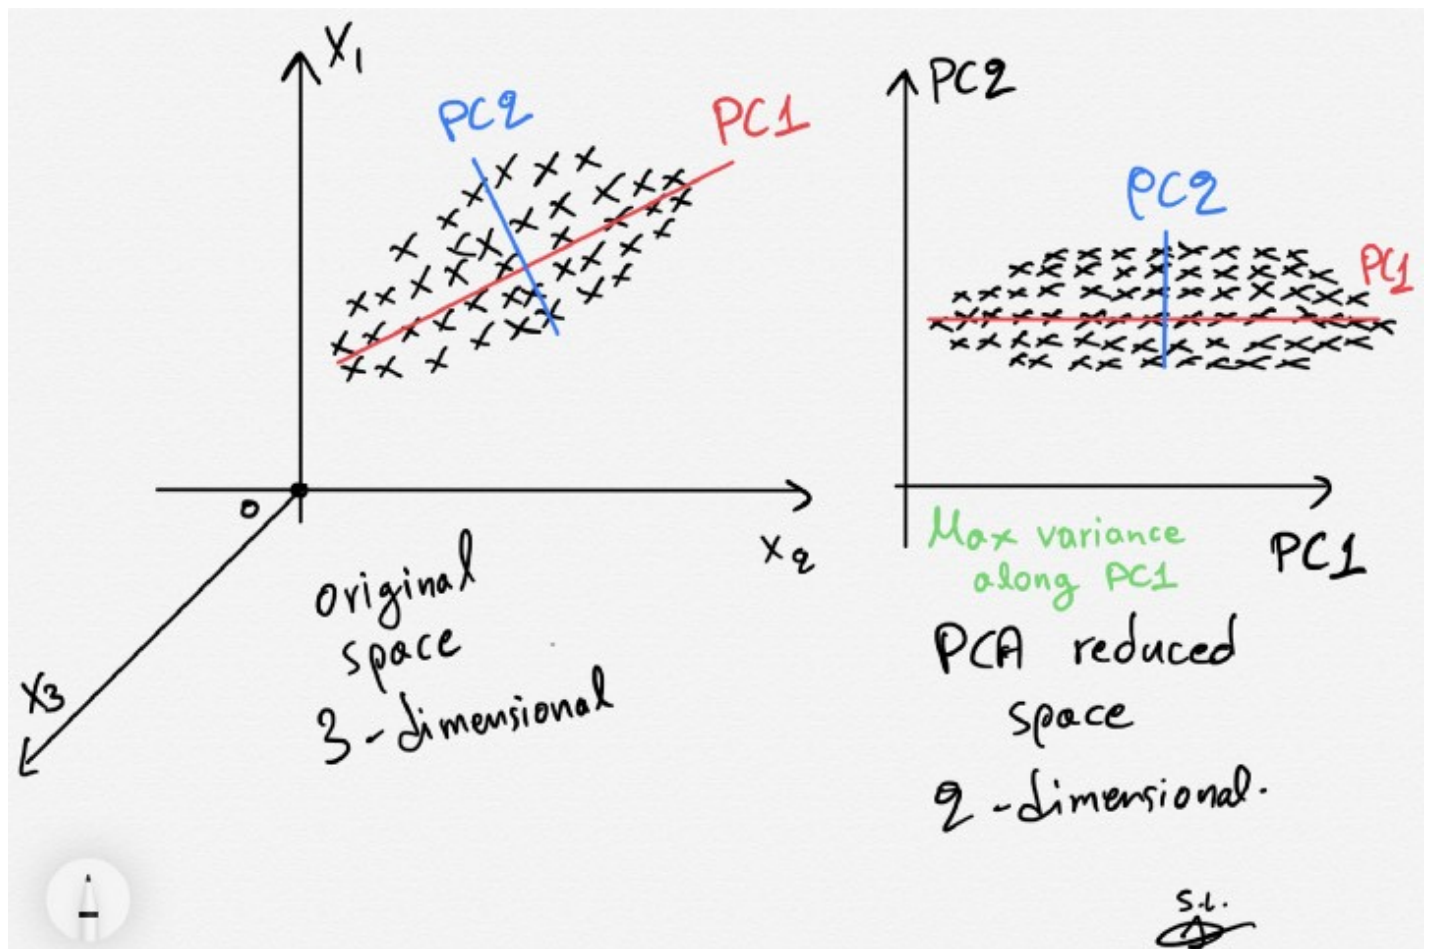 X₁
PC2
PC1
0
X₂
X₃
original
space
3-dimensional
PC2
PC2
PC1
Max variance
along PC1
PC1
PCA reduced
space
2-dimensional.
S.L.